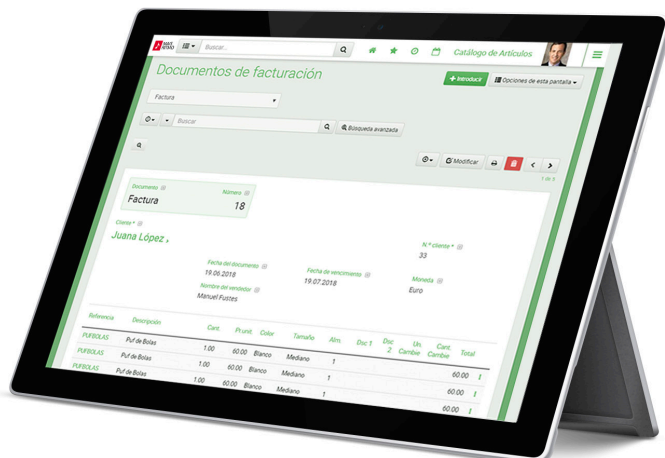 Buscar...
Catálogo de Artículos
Documentos de facturación
Introducir
Opciones de esta pantalla
Factura
Buscar
Búsqueda avanzada
Modificar
1 de 5
Documento
Número
Factura
18
Cliente *
Juana López
N.º cliente *
33
Fecha del documento
19.06.2018
Fecha de vencimiento
19.07.2018
Moneda
Euro
Nombre del vendedor
Manuel Fustes
Referencia Descripción Cant. Pr.unit. Color Tamaño Alm. Dsc 1 Dsc 2 Un. Cambie Cant. Cambie Total
PUFBOLAS Puf de Bolas 1.00 60.00 Blanco Mediano 1 60.00
PUFBOLAS Puf de Bolas 1.00 60.00 Blanco Mediano 1 60.00
PUFBOLAS Puf de Bolas 1.00 60.00 Blanco Mediano 1 60.00